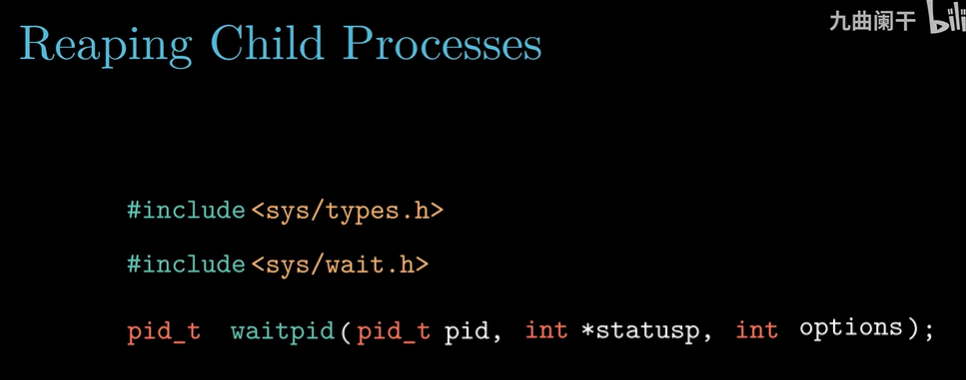 九曲阑干 bili
Reaping Child Processes
#include<sys/types.h>
#include<sys/wait.h>
pid_t waitpid(pid_t pid, int *statusp, int options);